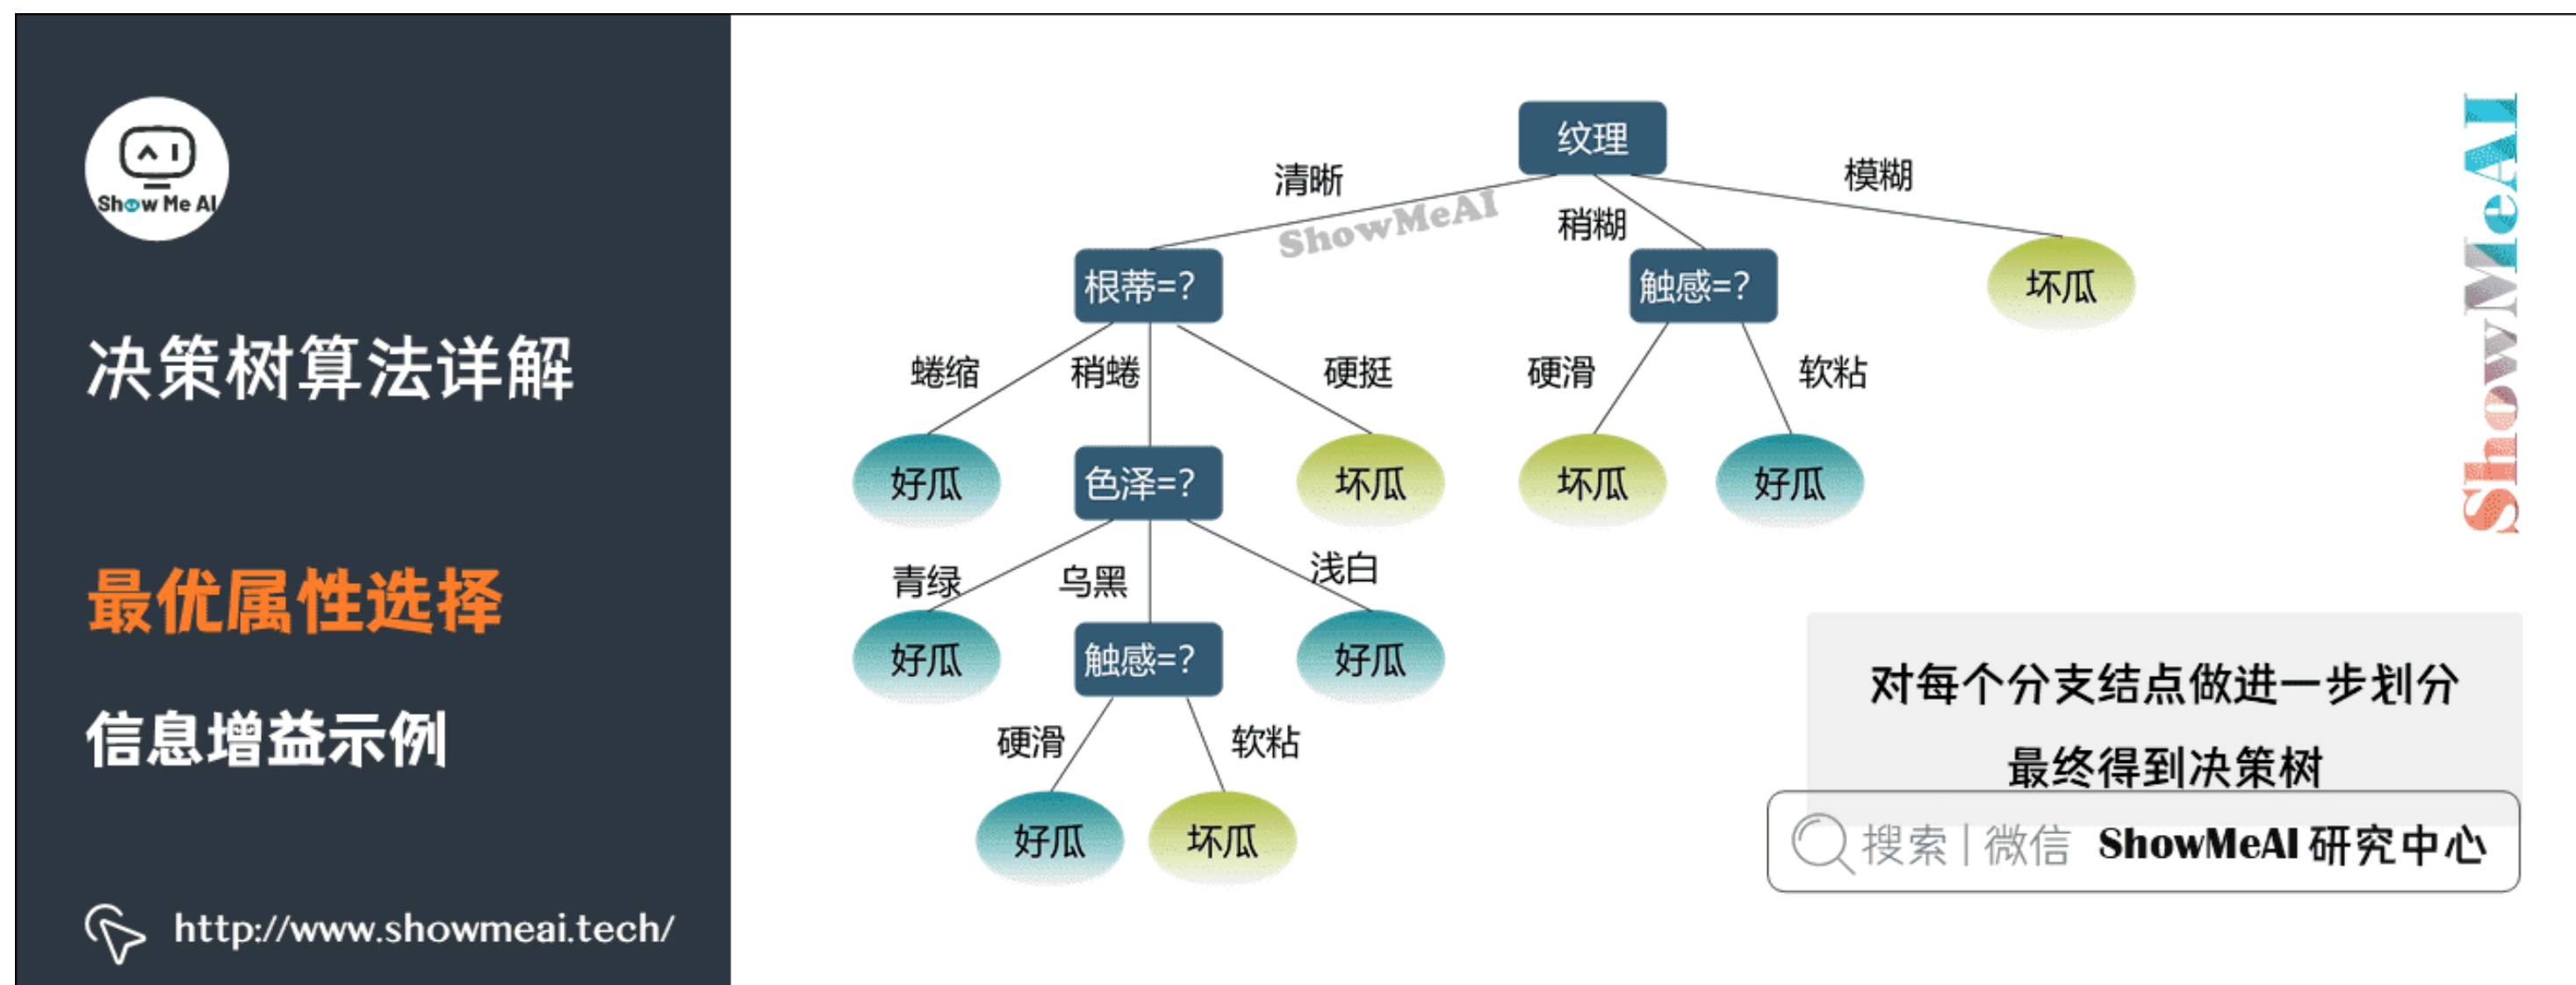 Show Me AI
决策树算法详解
最优属性选择
信息增益示例
http://www.showmeai.tech/
纹理
清晰
稍糊
模糊
ShowMeAI
根蒂=?
触感=?
坏瓜
蜷缩
稍蜷
硬挺
硬滑
软粘
好瓜
色泽=?
坏瓜
坏瓜
好瓜
青绿
乌黑
浅白
好瓜
触感=?
好瓜
硬滑
软粘
好瓜
坏瓜
ShowMeAI
对每个分支结点做进一步划分
最终得到决策树
搜索|微信 ShowMeAI 研究中心